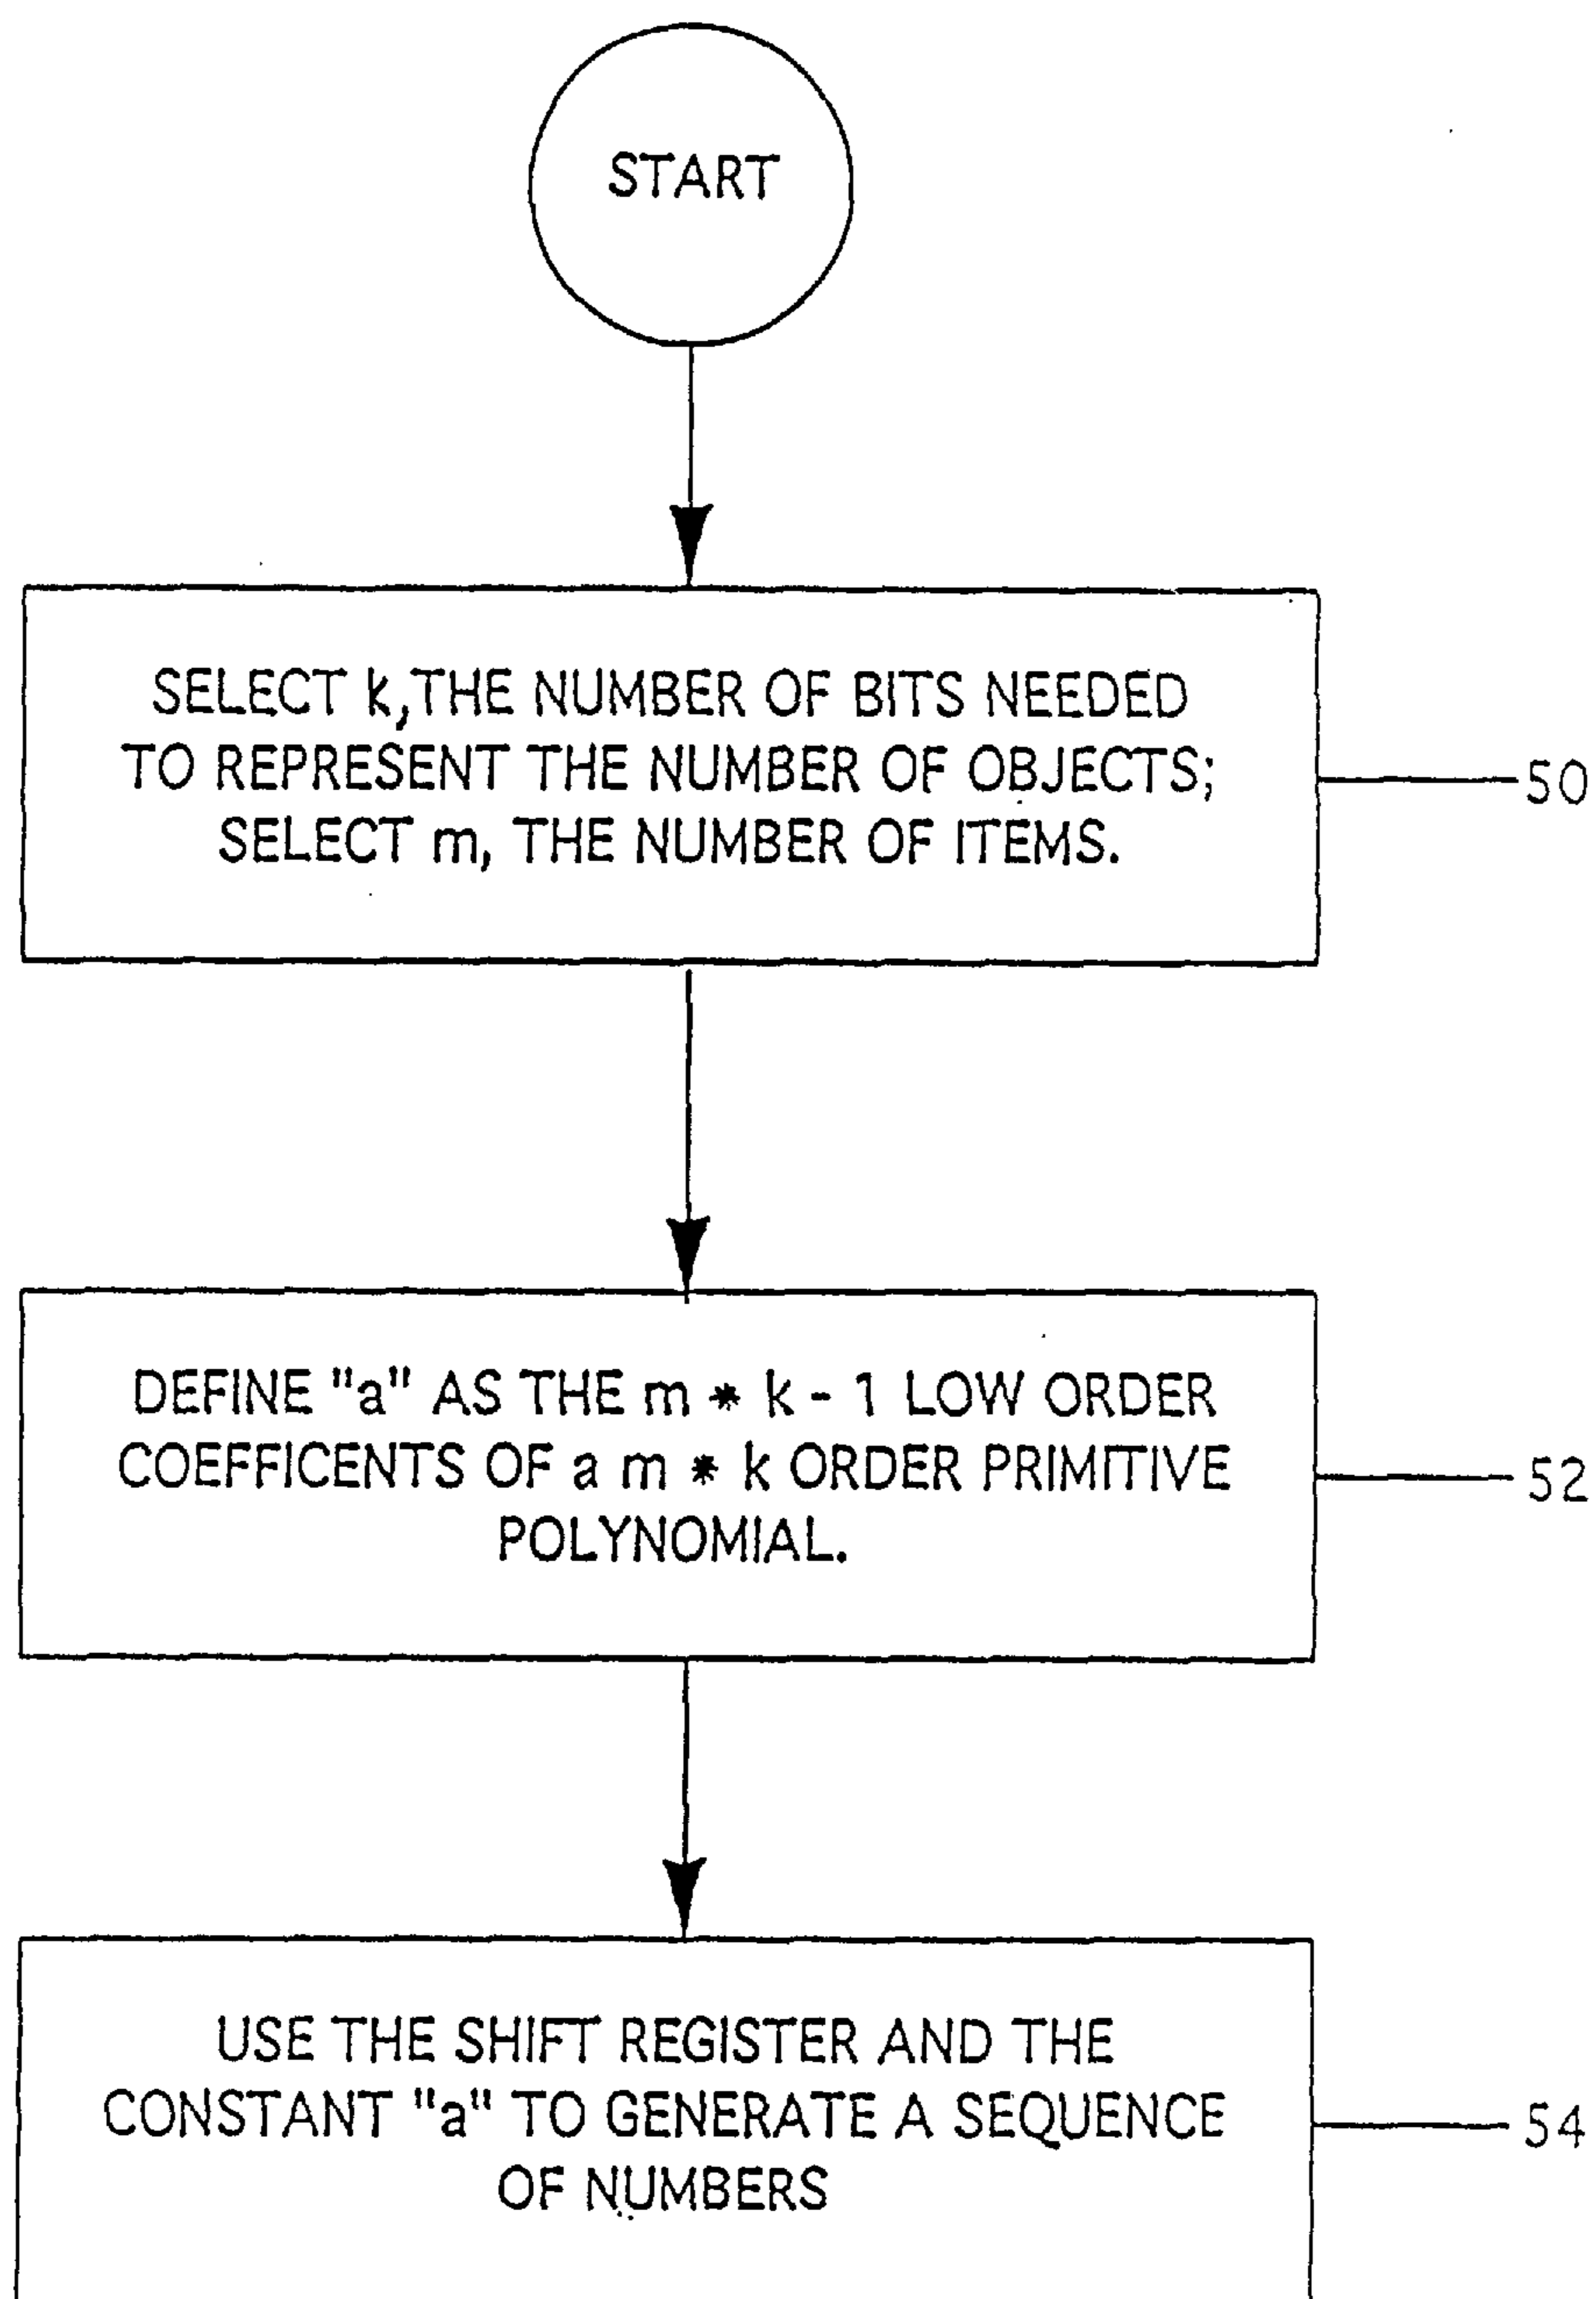 START
SELECT k,THE NUMBER OF BITS NEEDED
TO REPRESENT THE NUMBER OF OBJECTS;
SELECT m, THE NUMBER OF ITEMS.
50
DEFINE "a" AS THE m * k - 1 LOW ORDER
COEFFICENTS OF a m * k ORDER PRIMITIVE
POLYNOMIAL.
52
USE THE SHIFT REGISTER AND THE
CONSTANT "a" TO GENERATE A SEQUENCE
OF NUMBERS
54